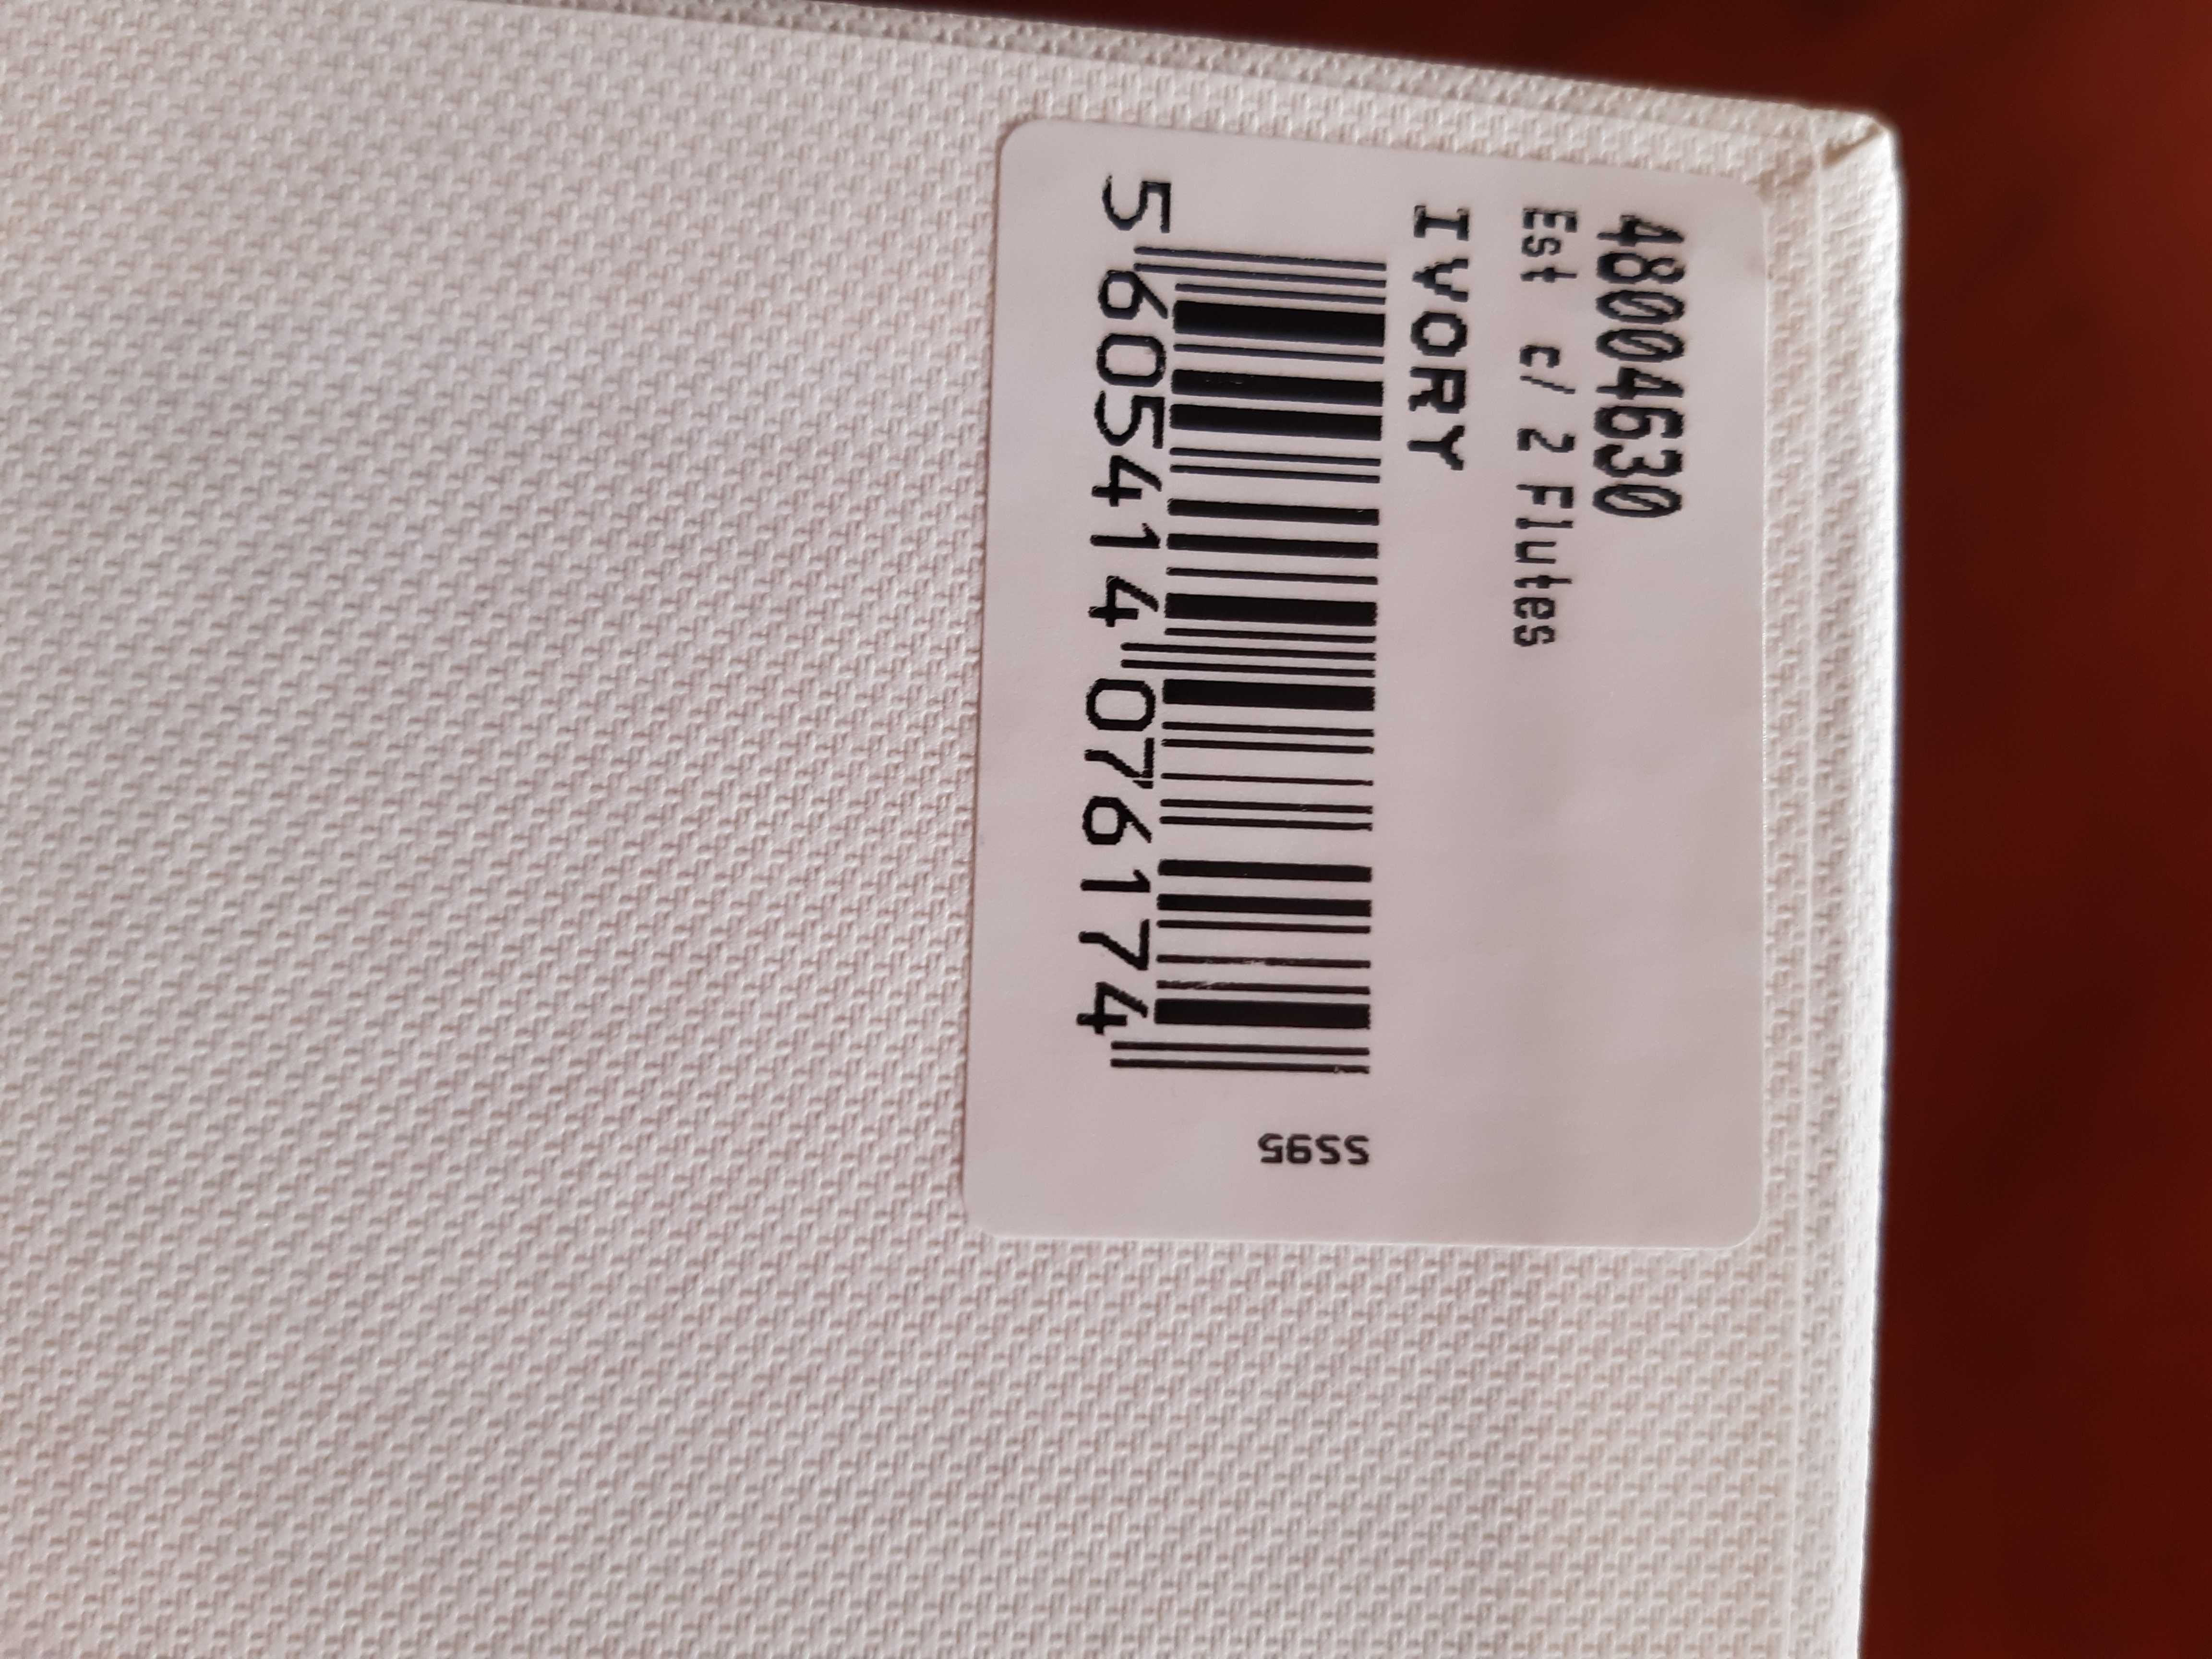 48004630
Est c/ 2 Flutes
IVORY
5 605414 076174
SS95